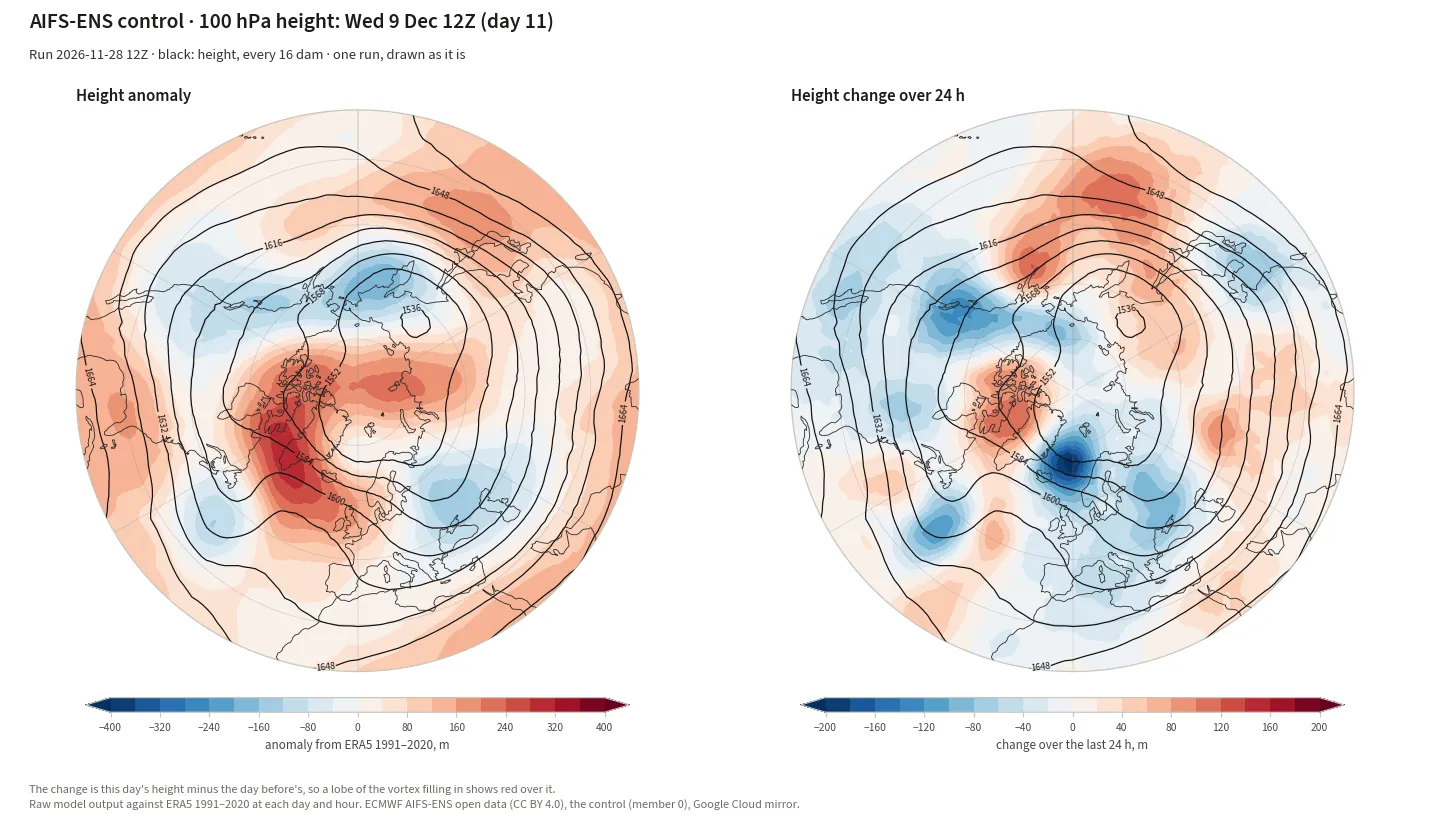 AIFS-ENS control · 100 hPa height: Wed 9 Dec 12Z (day 11)
Run 2026-11-28 12Z · black: height, every 16 dam · one run, drawn as it is
Height anomaly
Height change over 24 h
1648
1616
1568
1536
1552
1664
1632
1584
1600
1664
1648
1648
1616
1568
1536
1552
1664
1632
1584
1600
1664
1648
−400 −320 −240 −160 −80 0 80 160 240 320 400
anomaly from ERA5 1991–2020, m
−200 −160 −120 −80 −40 0 40 80 120 160 200
change over the last 24 h, m
The change is this day's height minus the day before's, so a lobe of the vortex filling in shows red over it.
Raw model output against ERA5 1991–2020 at each day and hour. ECMWF AIFS-ENS open data (CC BY 4.0), the control (member 0), Google Cloud mirror.